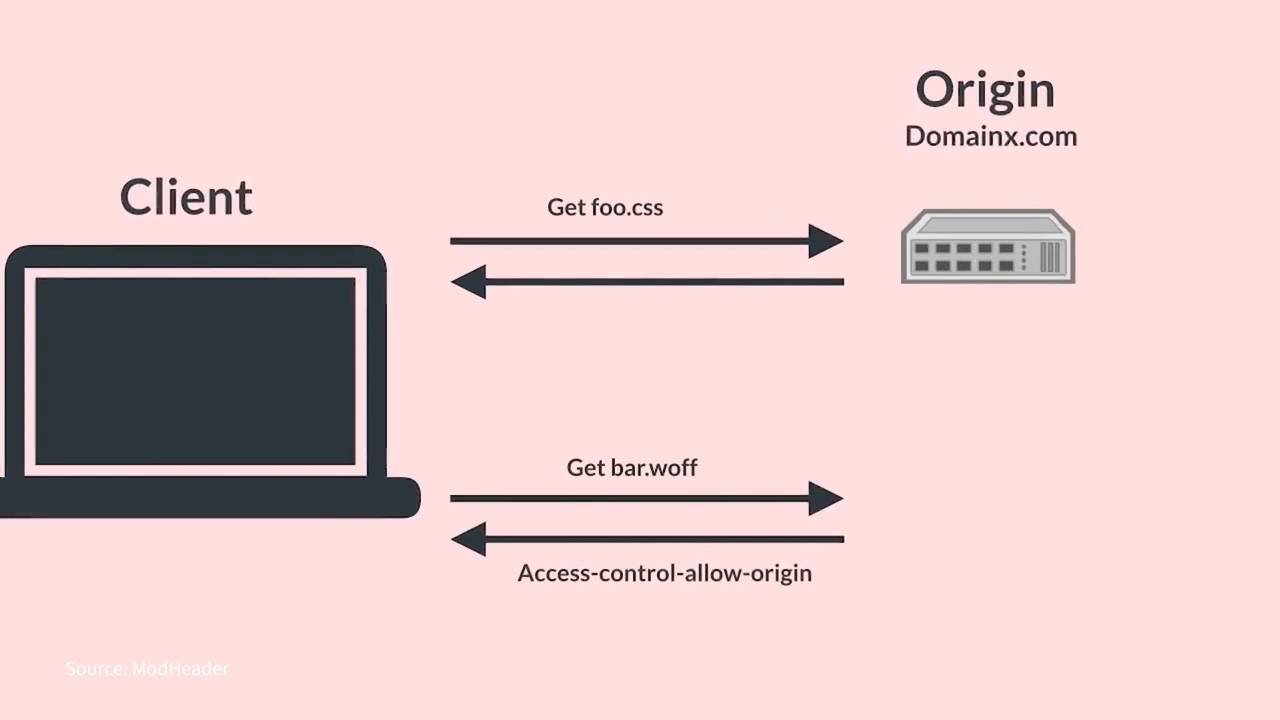 Origin
Domainx.com
Client
Get foo.css
Get bar.woff
Access-control-allow-origin
Source: ModHeader